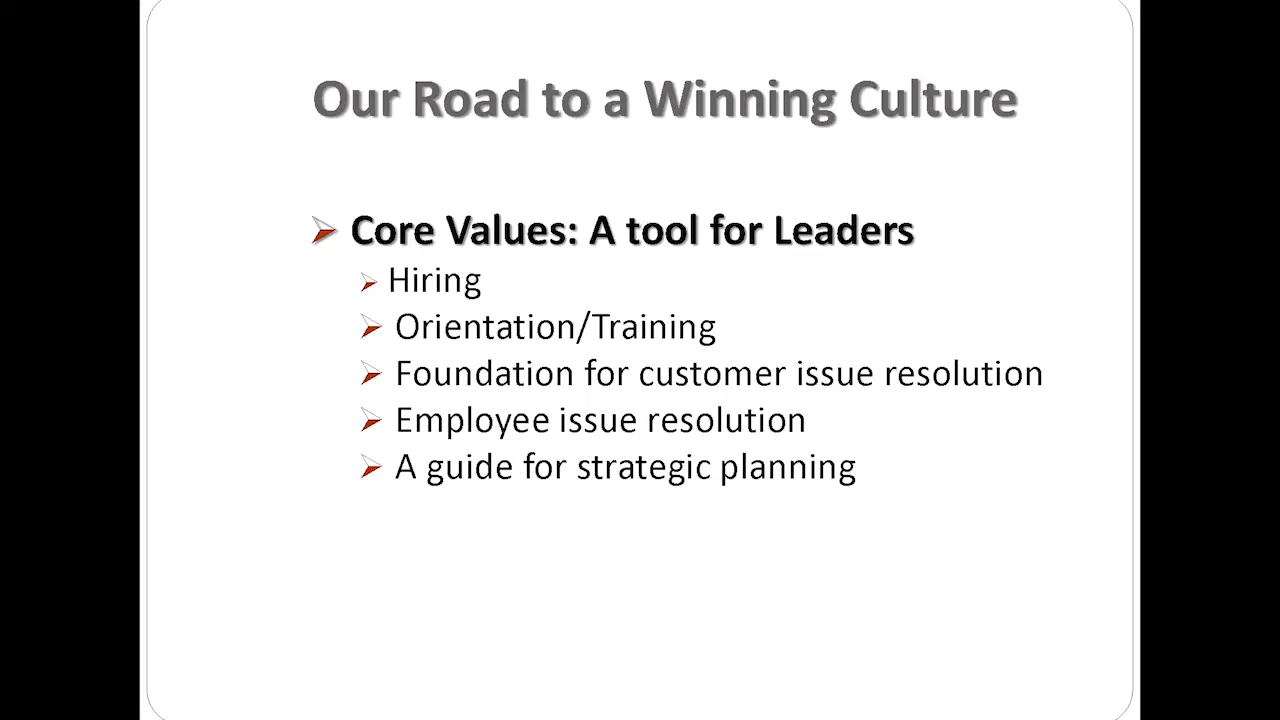 Our Road to a Winning Culture
Core Values: A tool for Leaders
Hiring
Orientation/Training
Foundation for customer issue resolution
Employee issue resolution
A guide for strategic planning